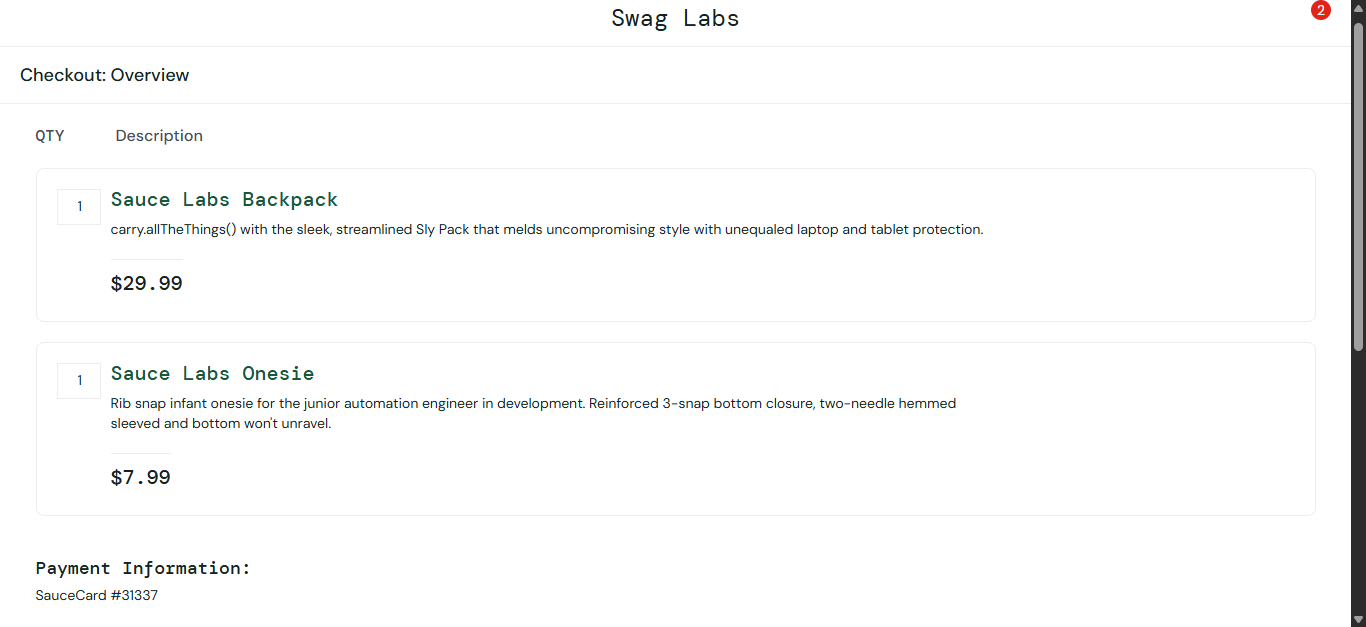 Swag Labs
2
Checkout: Overview
QTY Description
1 Sauce Labs Backpack
carry.allTheThings() with the sleek, streamlined Sly Pack that melds uncompromising style with unequaled laptop and tablet protection.
$29.99
1 Sauce Labs Onesie
Rib snap infant onesie for the junior automation engineer in development. Reinforced 3-snap bottom closure, two-needle hemmed
sleeved and bottom won't unravel.
$7.99
Payment Information:
SauceCard #31337